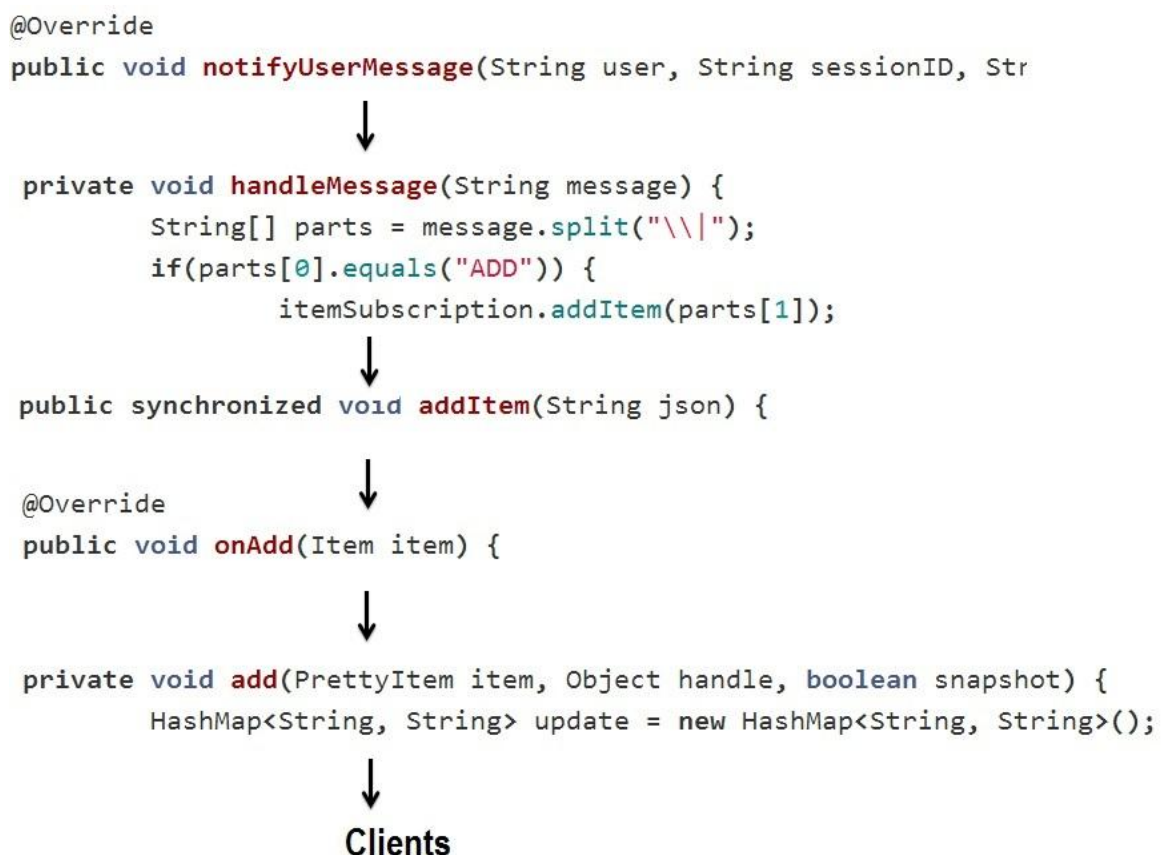 @Override
public void notifyUserMessage(String user, String sessionID, Str
private void handleMessage(String message) {
String[] parts = message.split("\\|");
if(parts[0].equals("ADD")) {
itemSubscription.addItem(parts[1]);
public synchronized void addItem(String json) {
@Override
public void onAdd(Item item) {
private void add(PrettyItem item, Object handle, boolean snapshot) {
HashMap<String, String> update = new HashMap<String, String>();
Clients